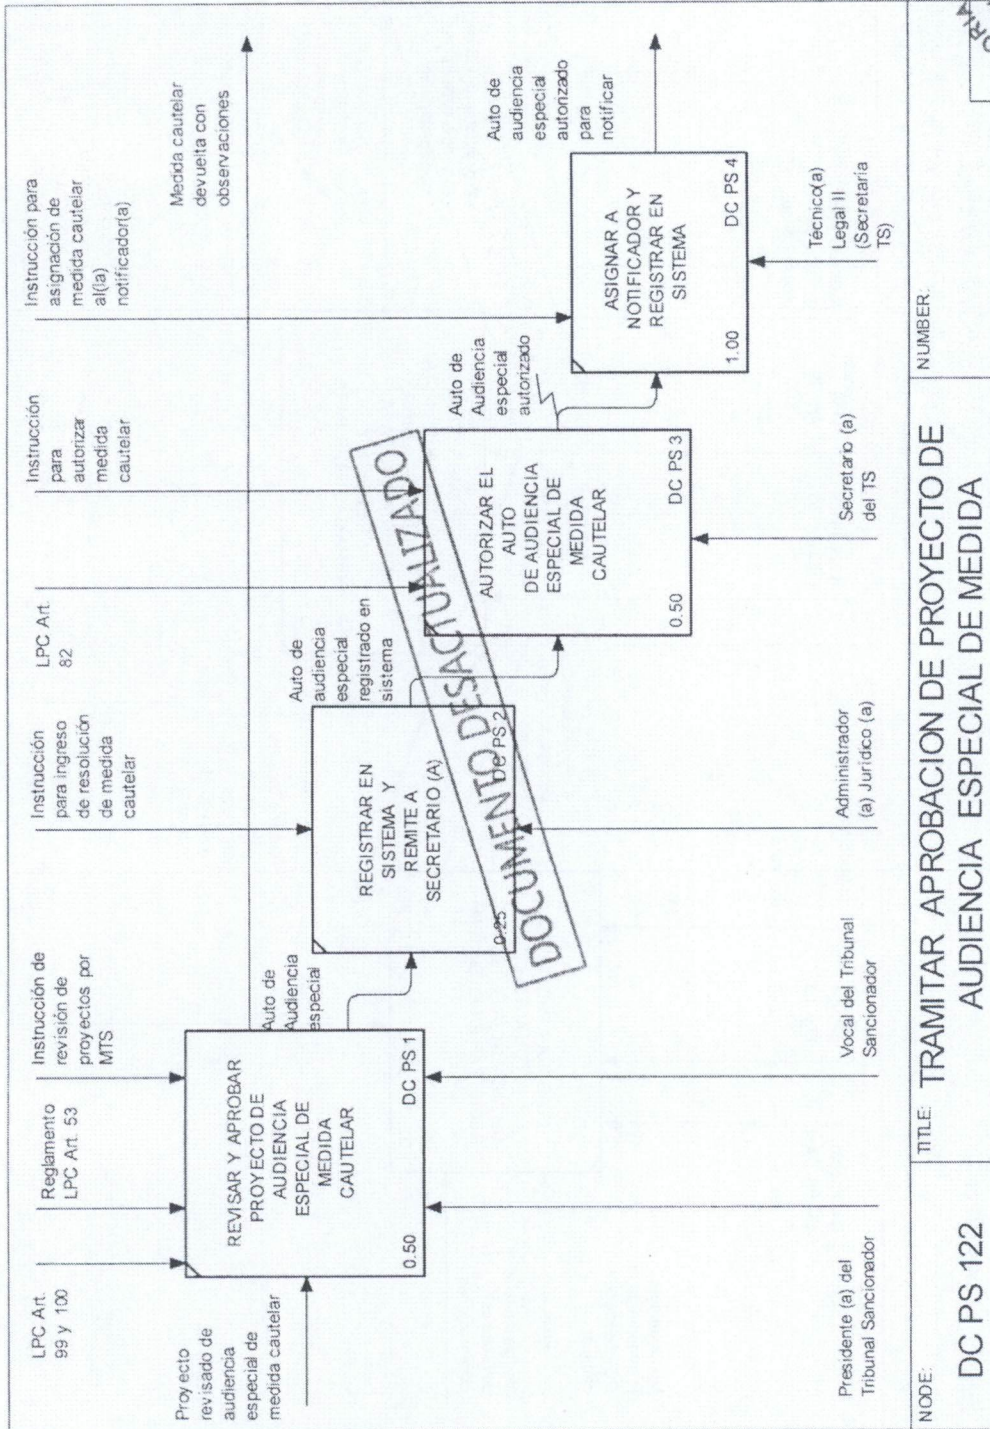 LPC Art.
99 y 100
Reglamento
LPC Art. 53
Instrucción de
revisión de
proyectos por
MTS
Instrucción
para ingreso
de resolución
de medida
cautelar
LPC Art.
82
Instrucción
para
autorizar
medida
cautelar
Instrucción para
asignación de
medida cautelar
al(la)
notificador(a)
Medida cautelar
devuelta con
observaciones
Proyecto
revisado de
audiencia
especial de
medida cautelar
REVISAR Y APROBAR
PROYECTO DE
AUDIENCIA
ESPECIAL DE
MEDIDA
CAUTELAR
0.50
DC PS 1
Auto de
Audiencia
especial
REGISTRAR EN
SISTEMA Y
REMITE A
SECRETARIO (A)
0.25
DC PS 2
Auto de
audiencia
especial
registrado en
sistema
AUTORIZAR EL
AUTO
DE AUDIENCIA
ESPECIAL DE
MEDIDA
CAUTELAR
0.50
DC PS 3
Auto de
Audiencia
especial
autorizado
ASIGNAR A
NOTIFICADOR Y
REGISTRAR EN
SISTEMA
1.00
DC PS 4
Auto de
audiencia
especial
autorizado
para
notificar
DOCUMENTO DESACTUALIZADO
Presidente (a) del
Tribunal Sancionador
Vocal del Tribunal
Sancionador
Administrador
(a) Jurídico (a)
Secretario (a)
del TS
Técnico(a)
Legal II
(Secretaria
TS)
NODE:
DC PS 122
TITLE: TRAMITAR APROBACION DE PROYECTO DE
AUDIENCIA ESPECIAL DE MEDIDA
NUMBER: